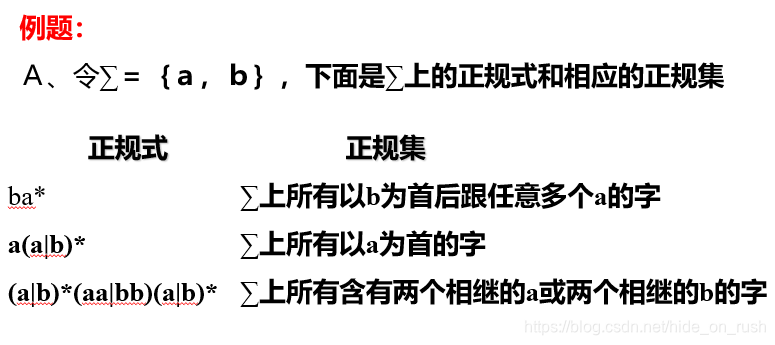 例题：
A、令∑＝｛a，b｝，下面是∑上的正规式和相应的正规集
正规式 正规集
ba* ∑上所有以b为首后跟任意多个a的字
a(a|b)* ∑上所有以a为首的字
(a|b)*(aa|bb)(a|b)* ∑上所有含有两个相继的a或两个相继的b的字
https://blog.csdn.net/hide_on_rush